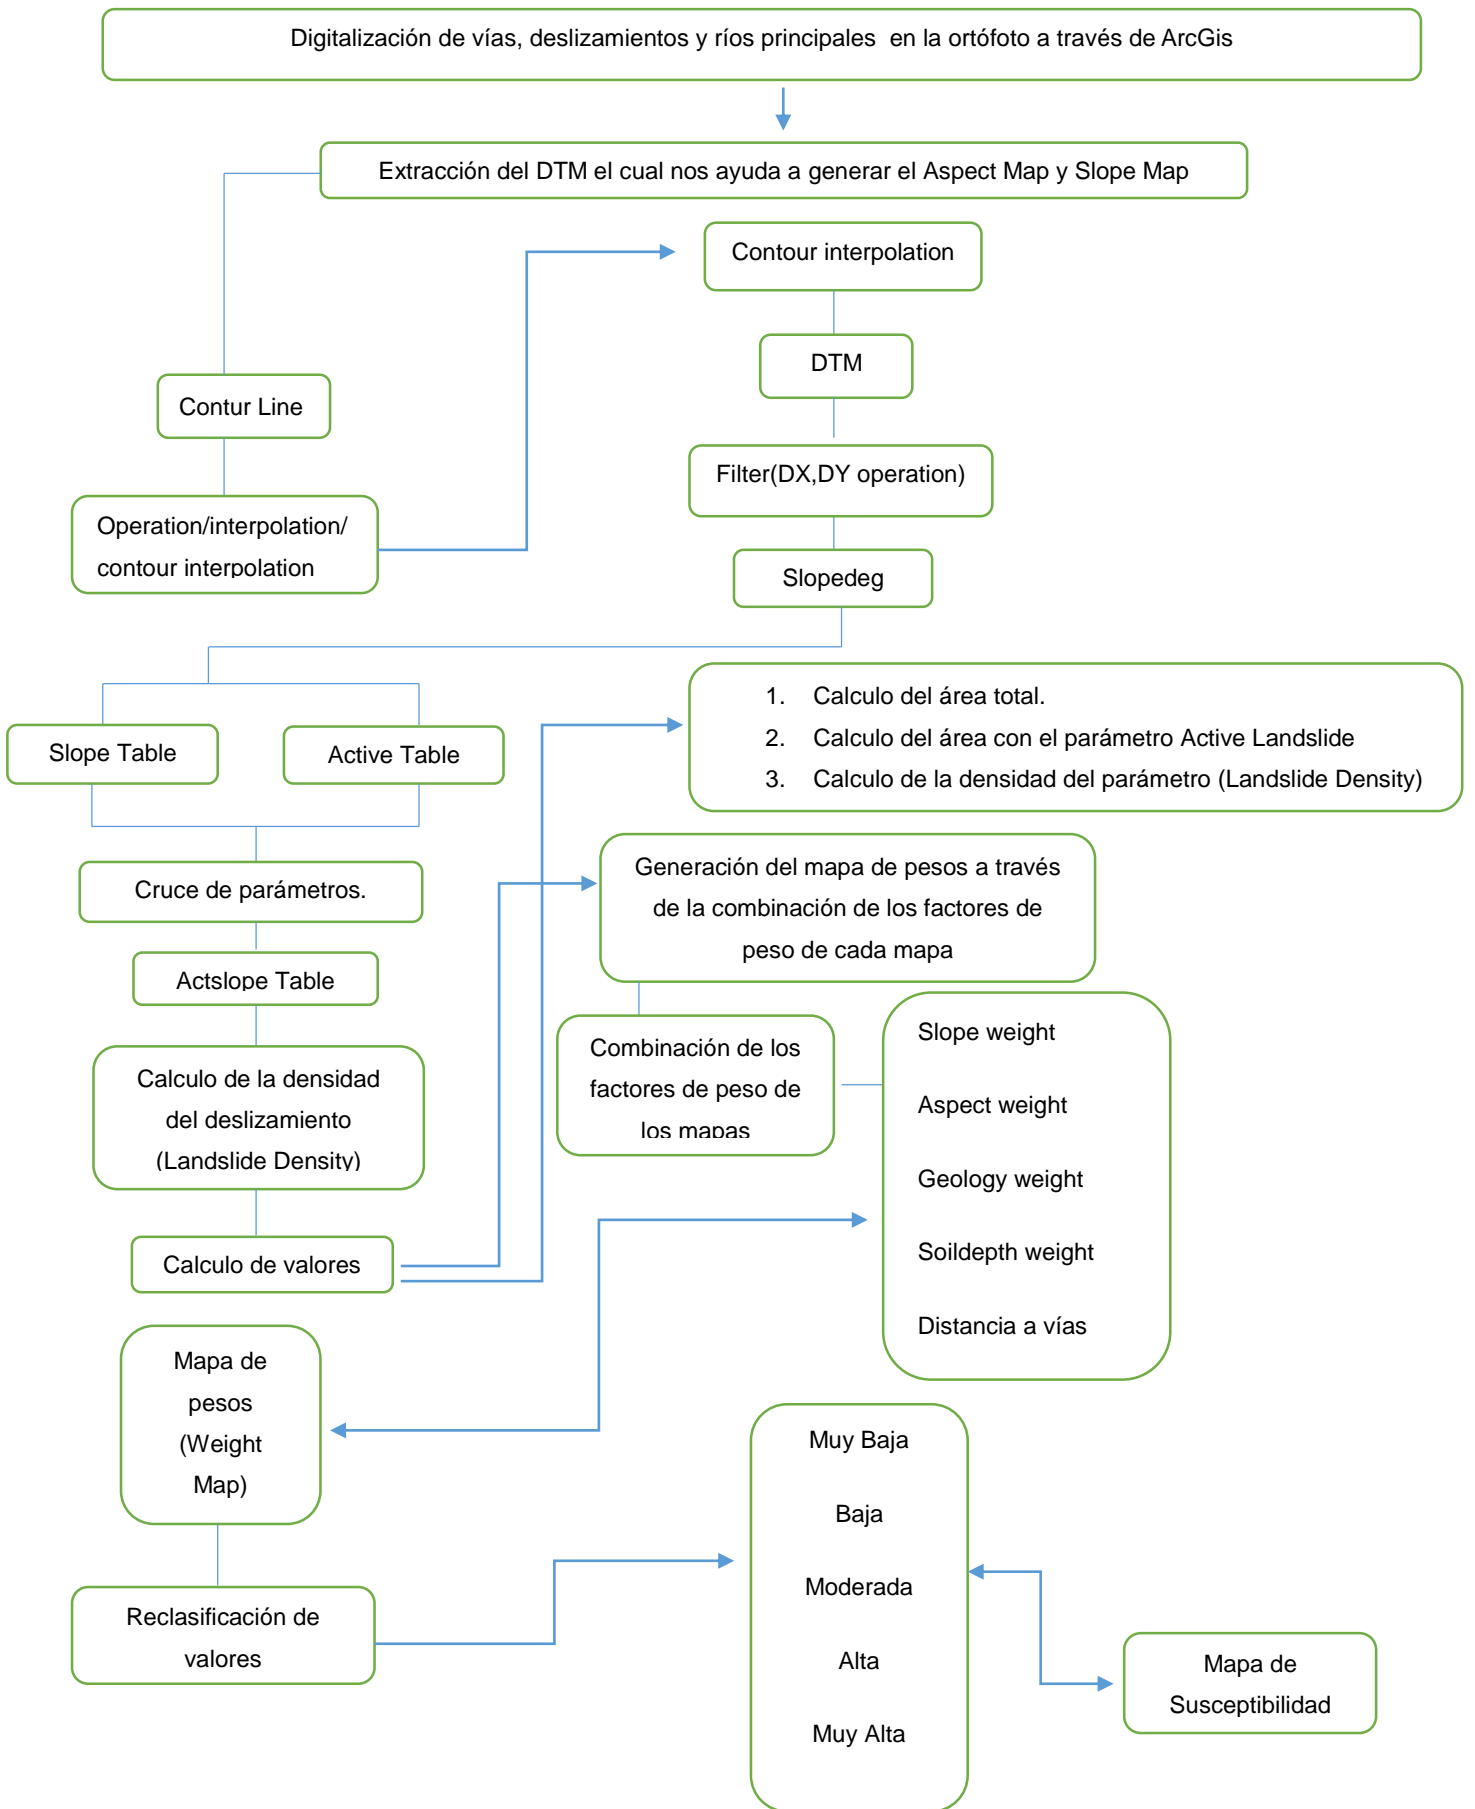 Digitalización de vías, deslizamientos y ríos principales  en la ortófoto a través de ArcGis
Extracción del DTM el cual nos ayuda a generar el Aspect Map y Slope Map
Contour interpolation
DTM
Contur Line
Filter(DX,DY operation)
Operation/interpolation/
contour interpolation
Slopedeg
Slope Table
Active Table
1. Calculo del área total.
2. Calculo del área con el parámetro Active Landslide
3. Calculo de la densidad del parámetro (Landslide Density)
Cruce de parámetros.
Generación del mapa de pesos a través
de la combinación de los factores de
peso de cada mapa
Actslope Table
Calculo de la densidad
del deslizamiento
(Landslide Density)
Combinación de los
factores de peso de
los mapas
Slope weight
Aspect weight
Geology weight
Soildepth weight
Distancia a vías
Calculo de valores
Mapa de
pesos
(Weight
Map)
Reclasificación de
valores
Muy Baja
Baja
Moderada
Alta
Muy Alta
Mapa de
Susceptibilidad